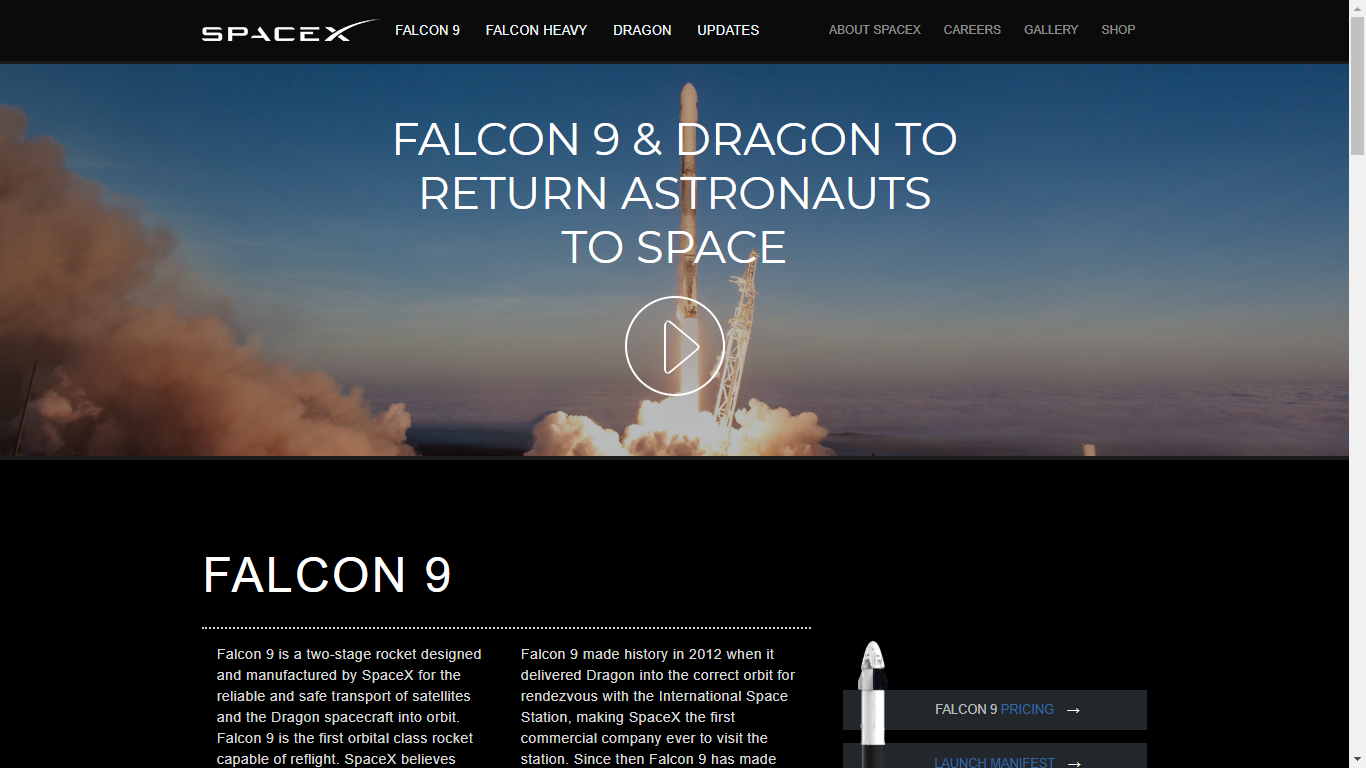 SPACEX FALCON 9 FALCON HEAVY DRAGON UPDATES ABOUT SPACEX CAREERS GALLERY SHOP
FALCON 9 & DRAGON TO
RETURN ASTRONAUTS
TO SPACE
FALCON 9
Falcon 9 is a two-stage rocket designed
and manufactured by SpaceX for the
reliable and safe transport of satellites
and the Dragon spacecraft into orbit.
Falcon 9 is the first orbital class rocket
capable of reflight. SpaceX believes
Falcon 9 made history in 2012 when it
delivered Dragon into the correct orbit for
rendezvous with the International Space
Station, making SpaceX the first
commercial company ever to visit the
station. Since then Falcon 9 has made
FALCON 9 PRICING →
LAUNCH MANIFEST →